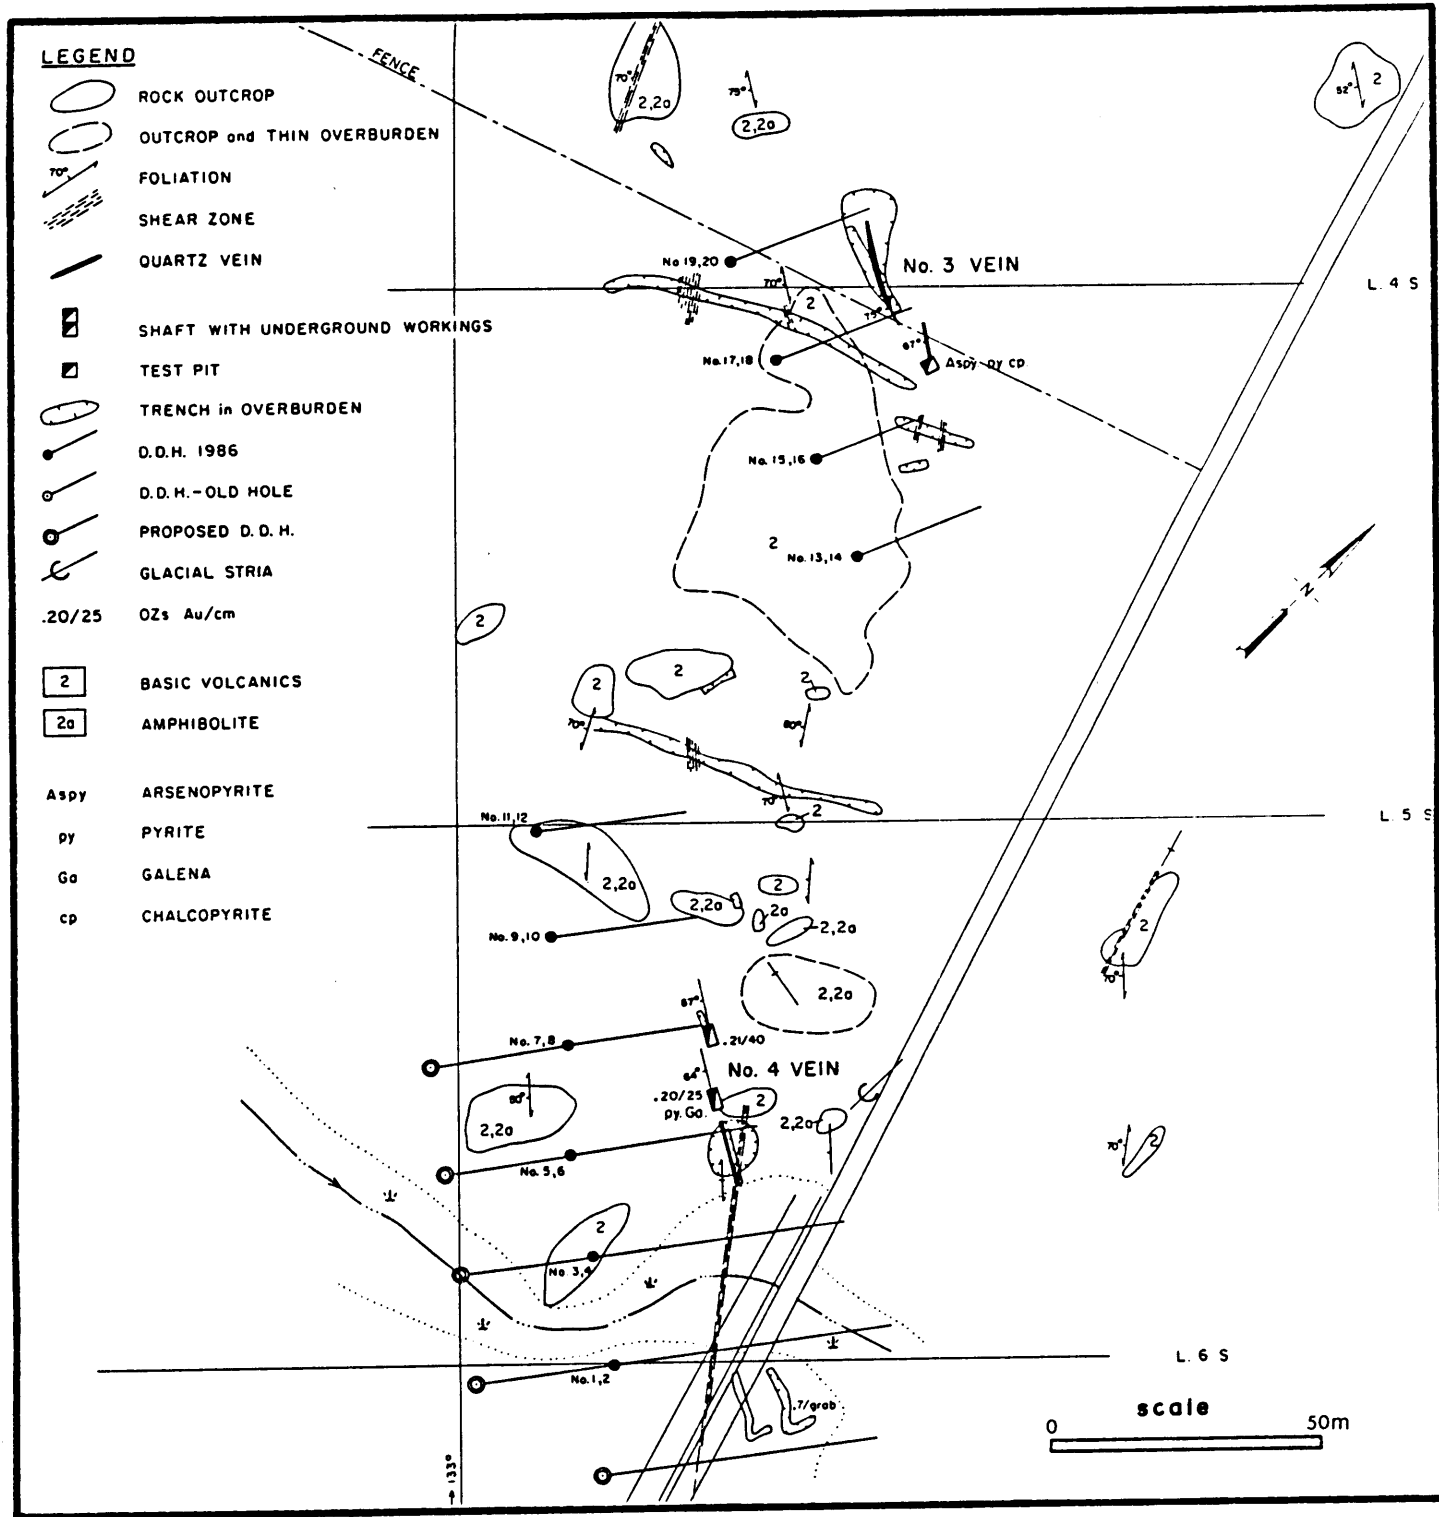 LEGEND
ROCK OUTCROP
OUTCROP and THIN OVERBURDEN
70°
FOLIATION
SHEAR ZONE
QUARTZ VEIN
SHAFT WITH UNDERGROUND WORKINGS
TEST PIT
TRENCH in OVERBURDEN
D.D.H. 1986
D.D.H.-OLD HOLE
PROPOSED D.D.H.
GLACIAL STRIA
.20/25 OZs Au/cm
2 BASIC VOLCANICS
2a AMPHIBOLITE
Aspy ARSENOPYRITE
py PYRITE
Ga GALENA
cp CHALCOPYRITE
FENCE
70°
2,2a
75°
2,2a
52°
2
No 19,20
No. 3 VEIN
L. 4 S
70°
2
75°
67°
No. 17,18
Aspy py cp
No. 15,16
2
No. 13,14
N
2
2
2
2
70°
80°
70°
2
No. 11,12
L. 5 S
2,2a
2
2,2a
2a
2,2a
No. 9,10
2
70°
2,2a
67°
No. 7,8
.21/40
No. 4 VEIN
64°
90°
.20/25
py. Ga.
2
2,2a
2,2a
70°
2
No. 5,6
2
No. 3,4
L. 6 S
No. 1,2
.7/grab
scale
0 50m
133°